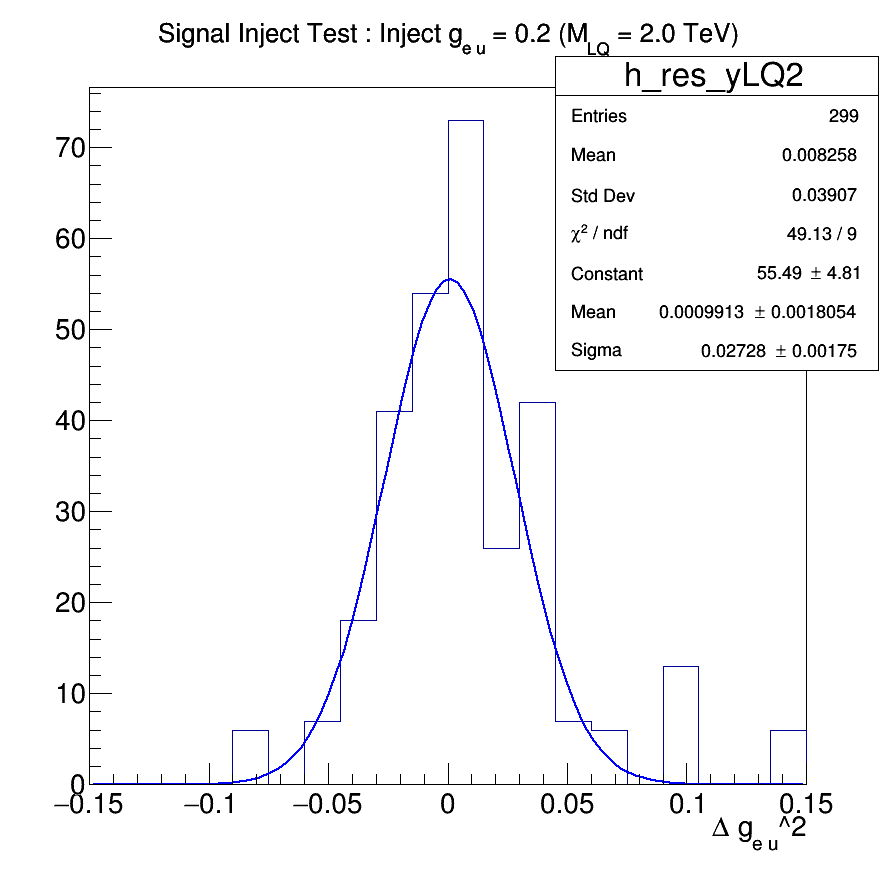 Signal Inject Test : Inject g_{e u} = 0.2 (M_{LQ} = 2.0 TeV)
h_res_yLQ2
Entries 299
Mean 0.008258
Std Dev 0.03907
χ² / ndf 49.13 / 9
Constant 55.49 ± 4.81
Mean 0.0009913 ± 0.0018054
Sigma 0.02728 ± 0.00175
70
60
50
40
30
20
10
0
−0.15 −0.1 −0.05 0 0.05 0.1 0.15
Δ g_{e u}^2